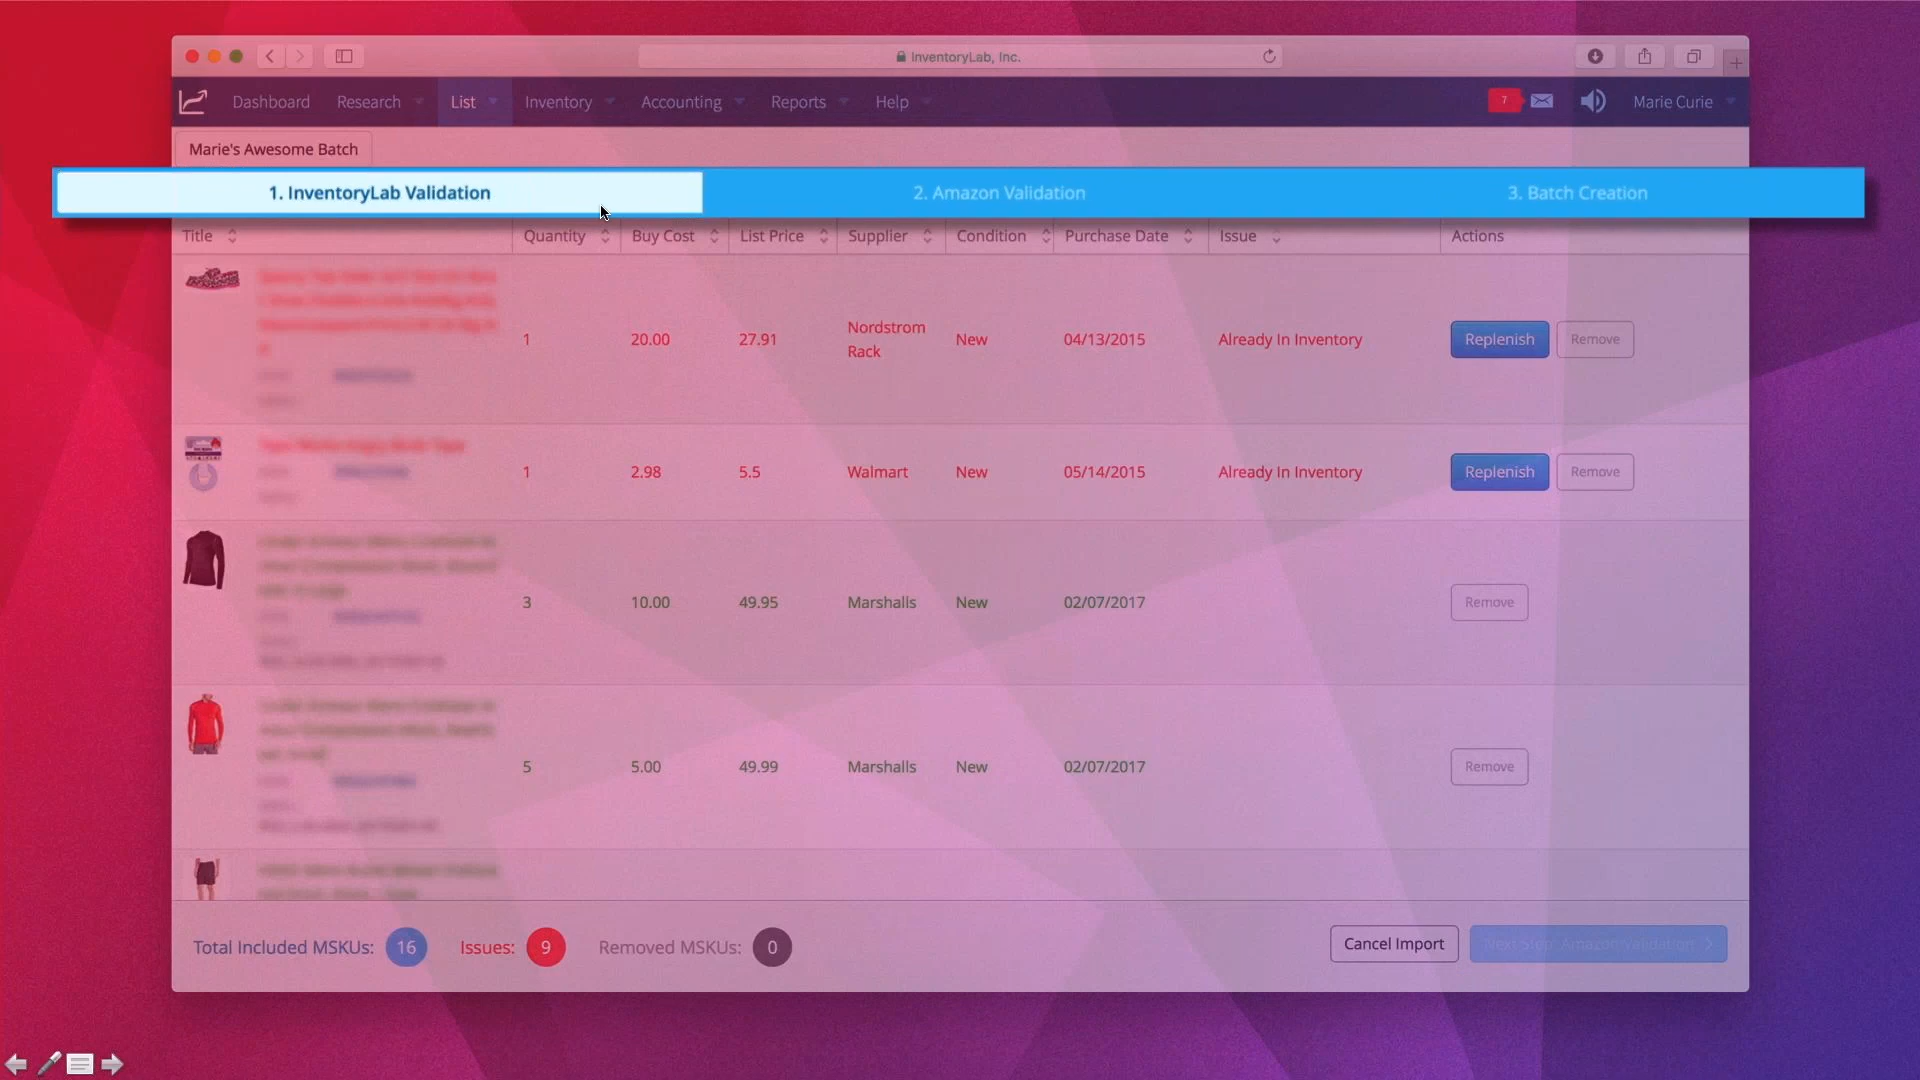 InventoryLab, Inc.
Dashboard Research List Inventory Accounting Reports Help 7 Marie Curie
Marie's Awesome Batch
1. InventoryLab Validation 2. Amazon Validation 3. Batch Creation
Title Quantity Buy Cost List Price Supplier Condition Purchase Date Issue Actions
1 20.00 27.91 Nordstrom Rack New 04/13/2015 Already In Inventory Replenish Remove
1 2.98 5.5 Walmart New 05/14/2015 Already In Inventory Replenish Remove
3 10.00 49.95 Marshalls New 02/07/2017 Remove
5 5.00 49.99 Marshalls New 02/07/2017 Remove
Total Included MSKUs: 16 Issues: 9 Removed MSKUs: 0 Cancel Import Next Step: Amazon Validation